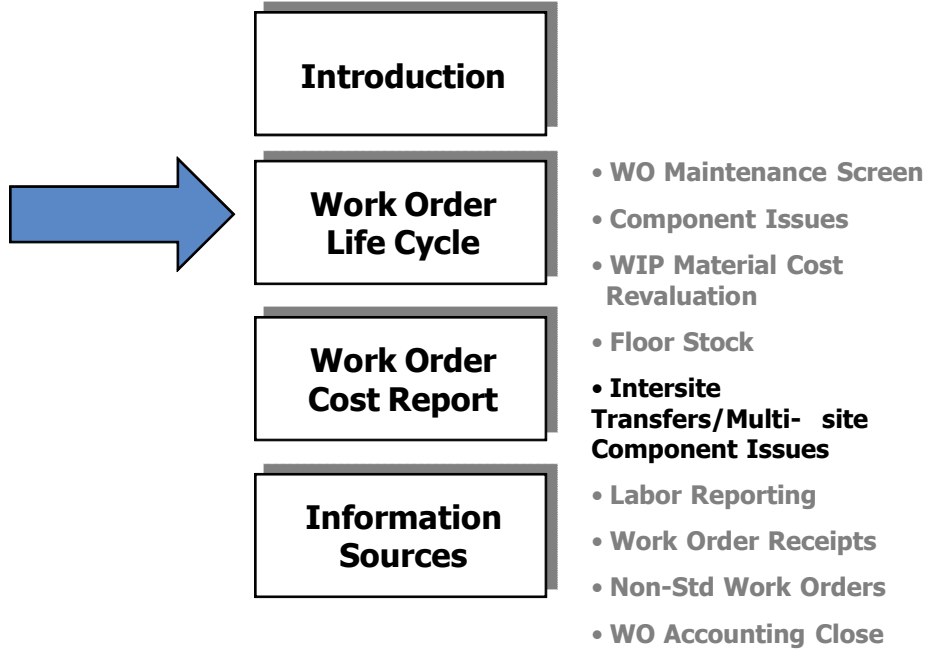 Introduction
Work Order
Life Cycle
Work Order
Cost Report
Information
Sources
• WO Maintenance Screen
• Component Issues
• WIP Material Cost
Revaluation
• Floor Stock
• Intersite
Transfers/Multi- site
Component Issues
• Labor Reporting
• Work Order Receipts
• Non-Std Work Orders
• WO Accounting Close